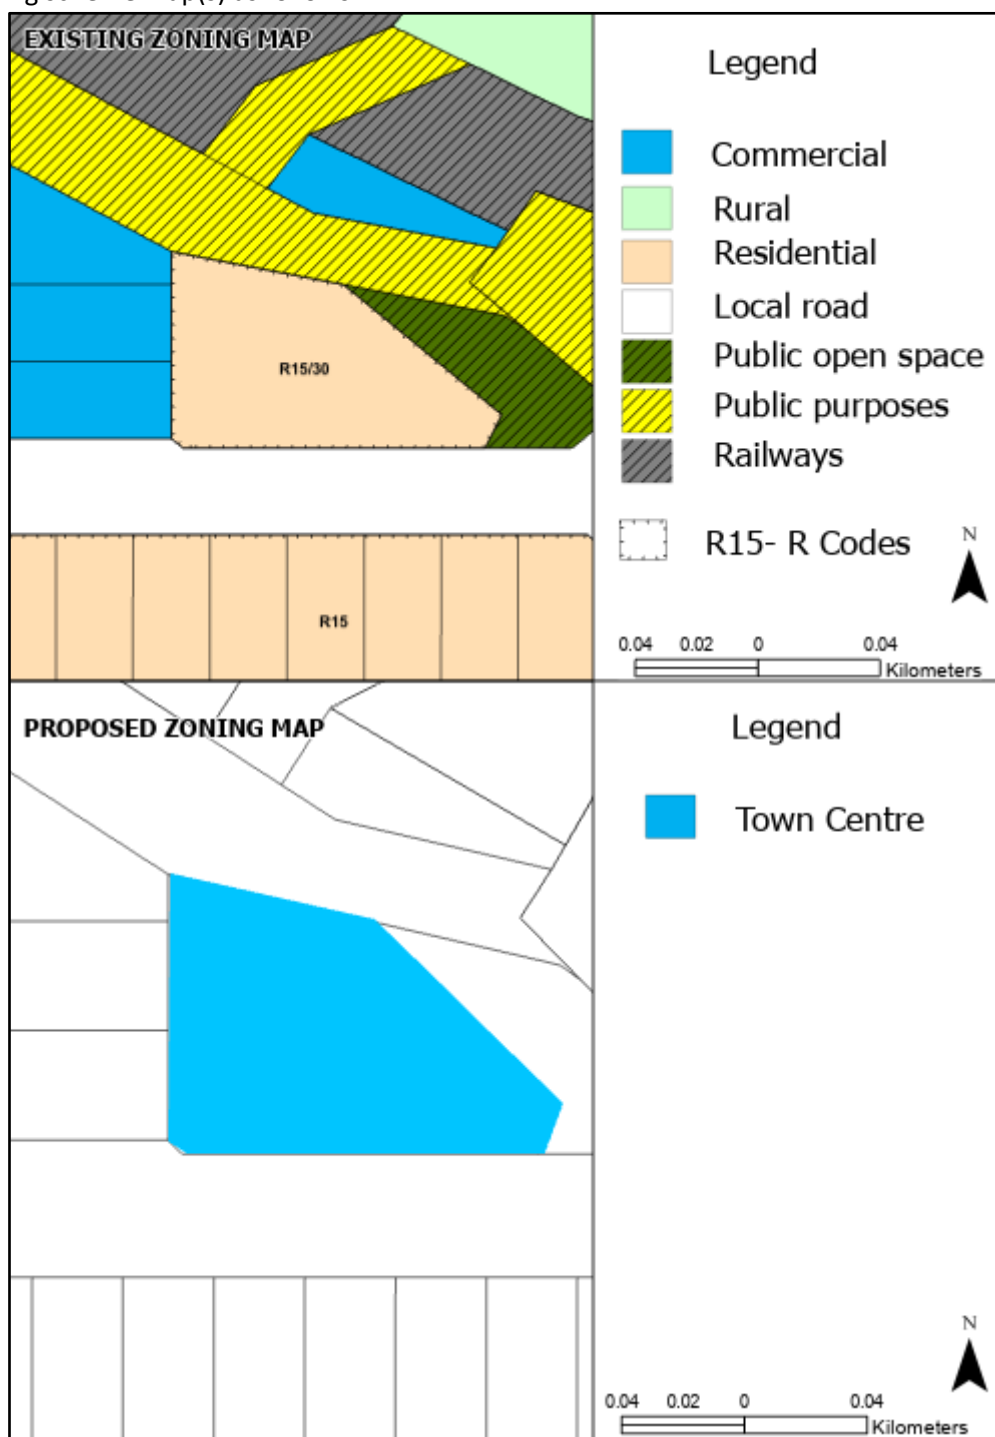 EXISTING ZONING MAP
Legend
Commercial
Rural
Residential
Local road
Public open space
Public purposes
Railways
R15- R Codes
R15/30
R15
N
0.04 0.02 0 0.04
Kilometers
PROPOSED ZONING MAP
Legend
Town Centre
N
0.04 0.02 0 0.04
Kilometers